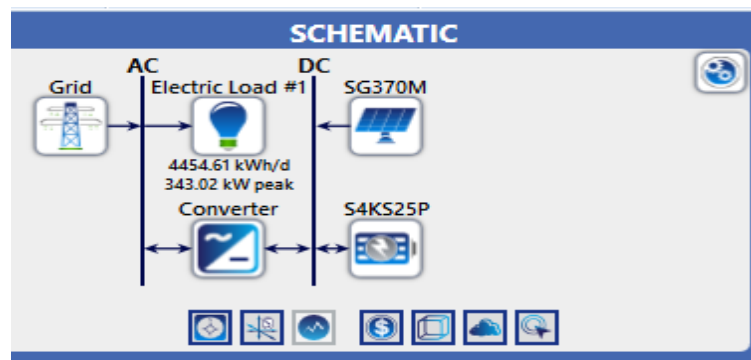 SCHEMATIC
AC DC
Grid Electric Load #1 SG370M
4454.61 kWh/d
343.02 kW peak
Converter S4KS25P